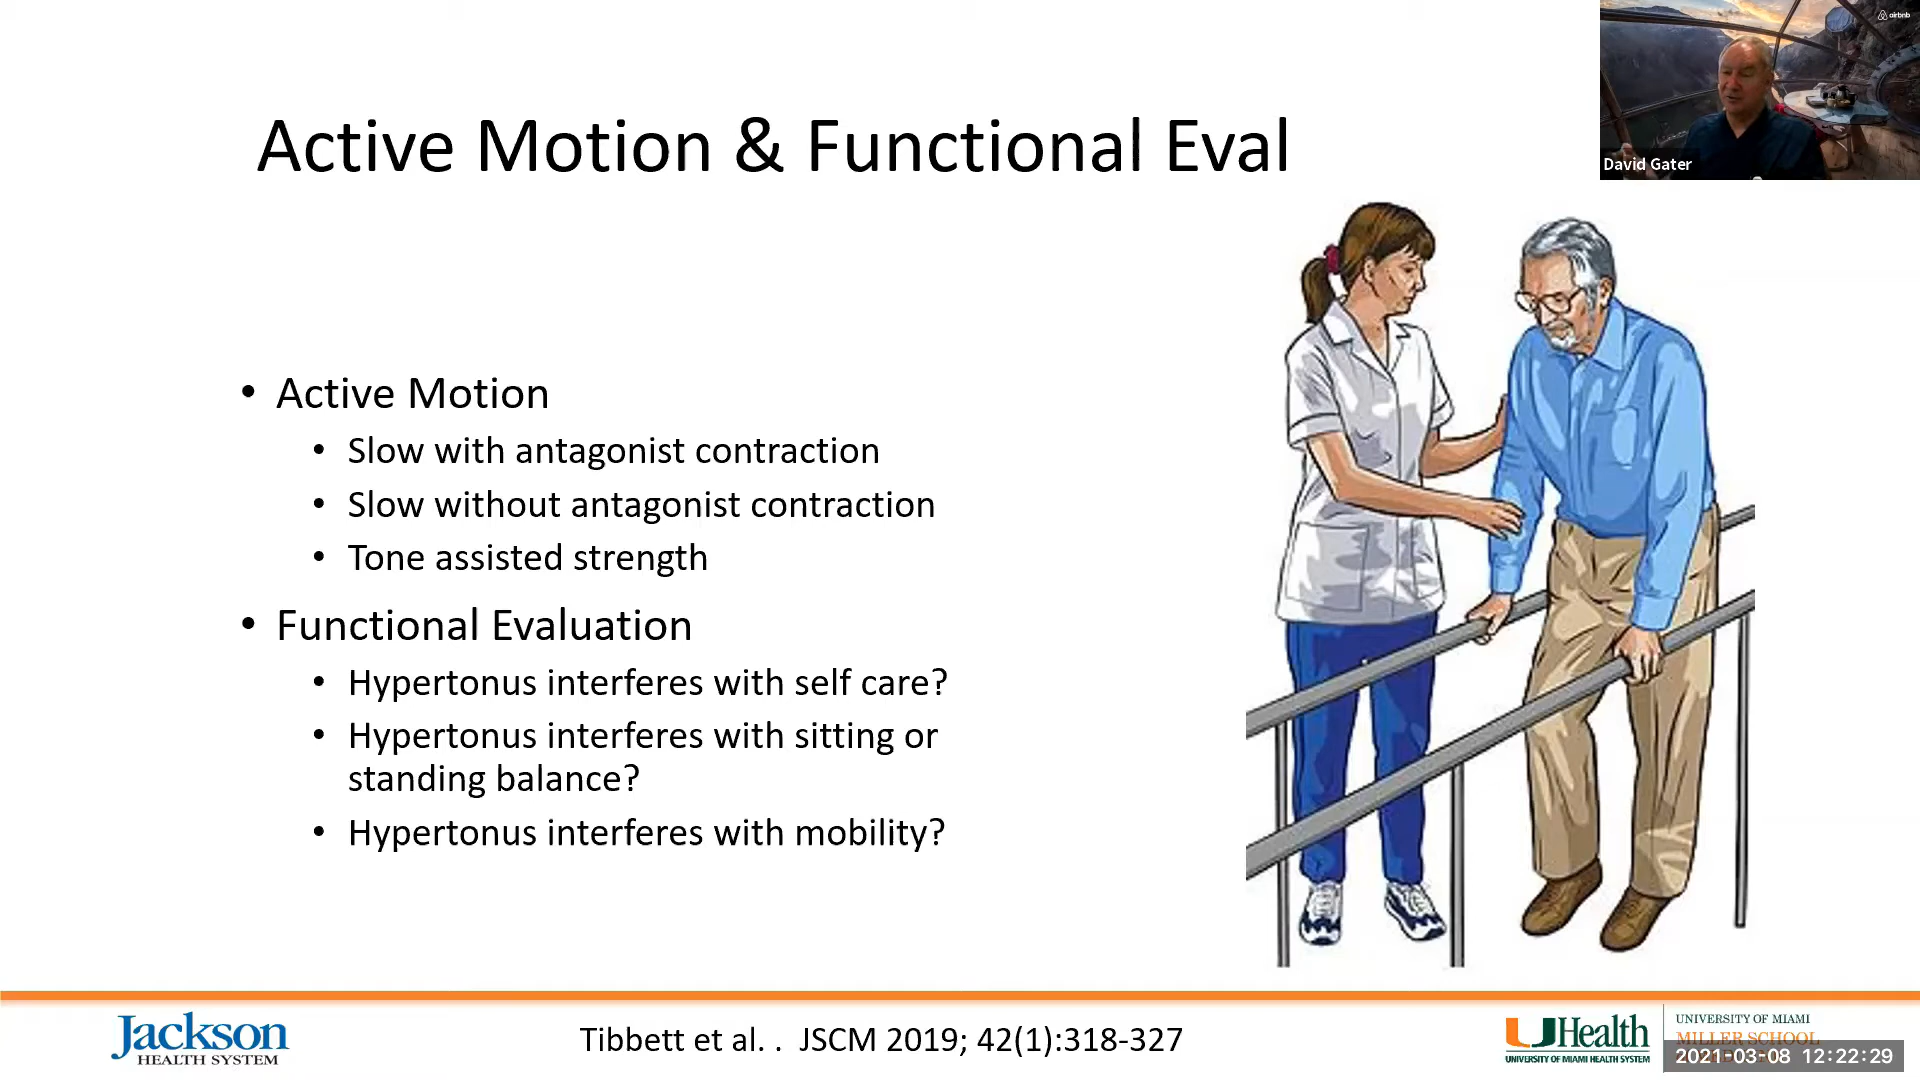 airbnb
David Gater
Active Motion & Functional Eval
• Active Motion
• Slow with antagonist contraction
• Slow without antagonist contraction
• Tone assisted strength
• Functional Evaluation
• Hypertonus interferes with self care?
• Hypertonus interferes with sitting or
standing balance?
• Hypertonus interferes with mobility?
Jackson
HEALTH SYSTEM
Tibbett et al. . JSCM 2019; 42(1):318-327
UHealth
UNIVERSITY OF MIAMI HEALTH SYSTEM
UNIVERSITY OF MIAMI
MILLER SCHOOL
2021-03-08 12:22:29